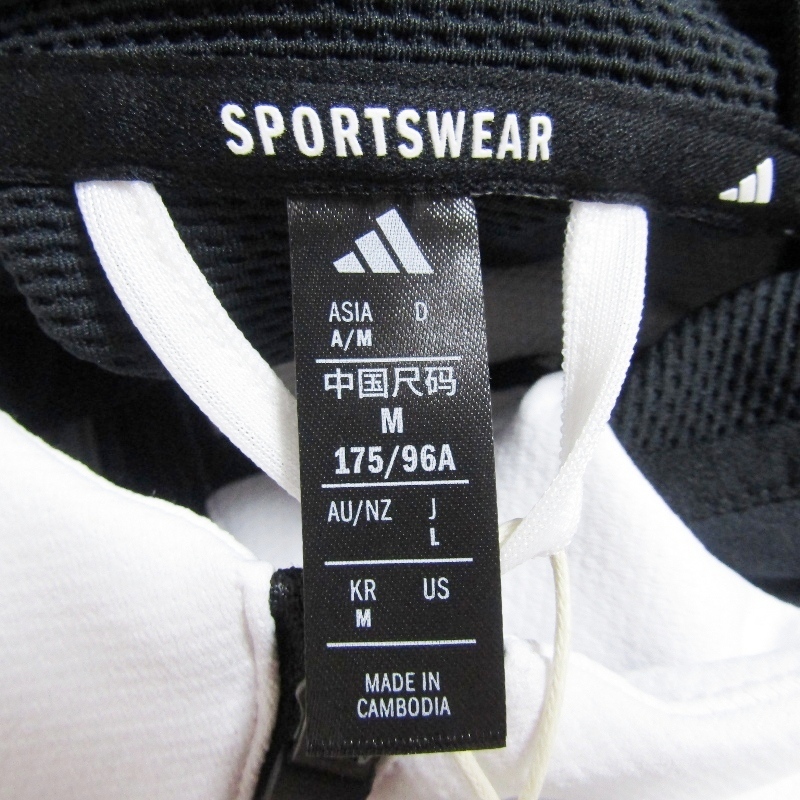 SPORTSWEAR
ASIA D
A/M
中国尺码
M
175/96A
AU/NZ J
L
KR US
M
MADE IN
CAMBODIA